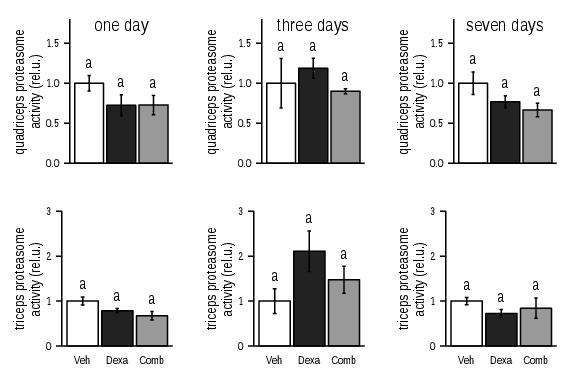 one day
three days
seven days
quadriceps proteasome
activity (rel.u.)
1.5
1.0
0.5
0.0
a
a
a
quadriceps proteasome
activity (rel.u.)
1.5
1.0
0.5
0.0
a
a
a
quadriceps proteasome
activity (rel.u.)
1.5
1.0
0.5
0.0
a
a
a
triceps proteasome
activity (rel.u.)
3
2
1
0
a
a
a
Veh Dexa Comb
triceps proteasome
activity (rel.u.)
3
2
1
0
a
a
a
Veh Dexa Comb
triceps proteasome
activity (rel.u.)
3
2
1
0
a
a
a
Veh Dexa Comb